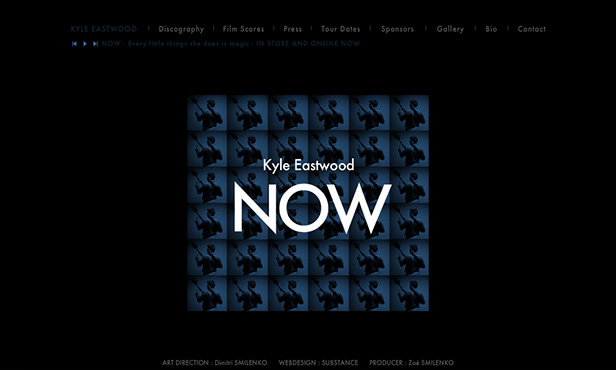 KYLE EASTWOOD | Discography | Film Scores | Press | Tour Dates | Sponsors | Gallery | Bio | Contact
NOW : Every little things she does is magic : IN STORE AND ONLINE NOW
Kyle Eastwood
NOW
ART DIRECTION : Dimitri SMILENKO WEBDESIGN : SUBSTANCE PRODUCER : Zoé SMILENKO